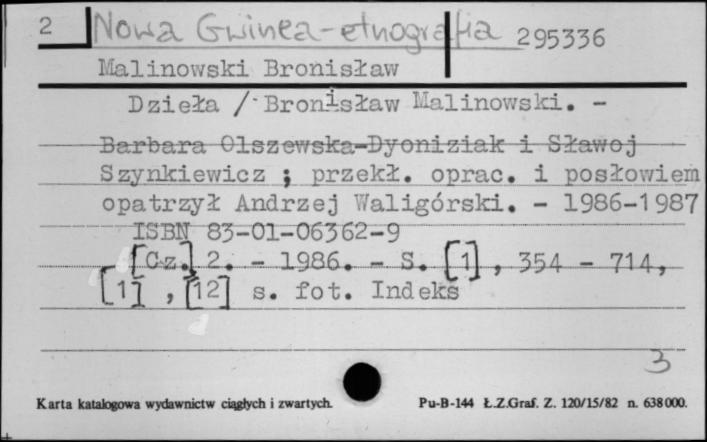 2 Nowa Gwinea-etnografia 295336
Malinowski Bronisław
Dzieła / Bronisław Malinowski. -
Barbara Olszewska-Dyoniziak i Sławoj
Szynkiewicz ; przekł. oprac. i posłowiem
opatrzył Andrzej Waligórski. - 1986-1987
ISBN 83-01-06362-9
[Cz.] 2. - 1986. - S. [1] , 354 - 714,
[1] , [12] s. fot. Indeks
3
Karta katalogowa wydawnictw ciągłych i zwartych. Pu-B-144 Ł.Z.Graf. Z. 120/15/82 n. 638 000.